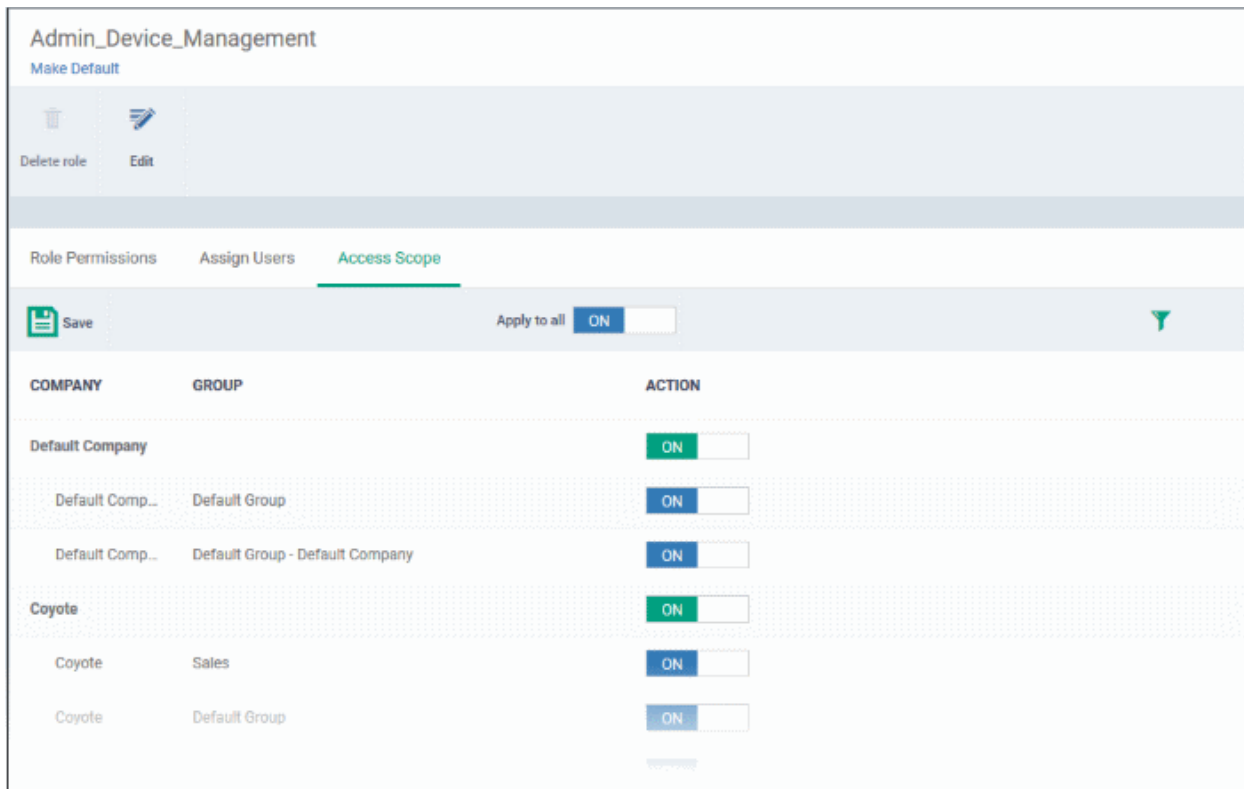 Admin_Device_Management
Make Default
Delete role Edit
Role Permissions Assign Users Access Scope
Save Apply to all ON
COMPANY GROUP ACTION
Default Company ON
Default Comp... Default Group ON
Default Comp... Default Group - Default Company ON
Coyote ON
Coyote Sales ON
Coyote Default Group ON